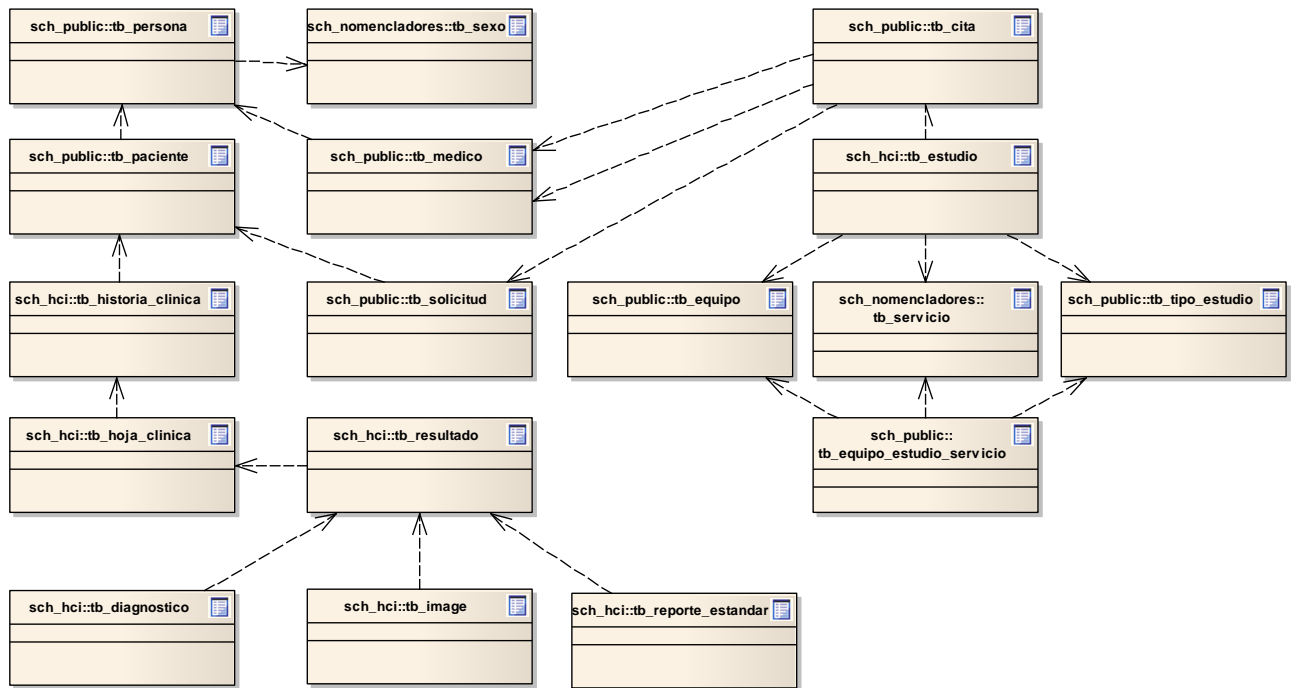 sch_public::tb_persona
sch_nomencladores::tb_sexo
sch_public::tb_cita
sch_public::tb_paciente
sch_public::tb_medico
sch_hci::tb_estudio
sch_hci::tb_historia_clinica
sch_public::tb_solicitud
sch_public::tb_equipo
sch_nomencladores::
tb_servicio
sch_public::tb_tipo_estudio
sch_hci::tb_hoja_clinica
sch_hci::tb_resultado
sch_public::
tb_equipo_estudio_servicio
sch_hci::tb_diagnostico
sch_hci::tb_image
sch_hci::tb_reporte_estandar